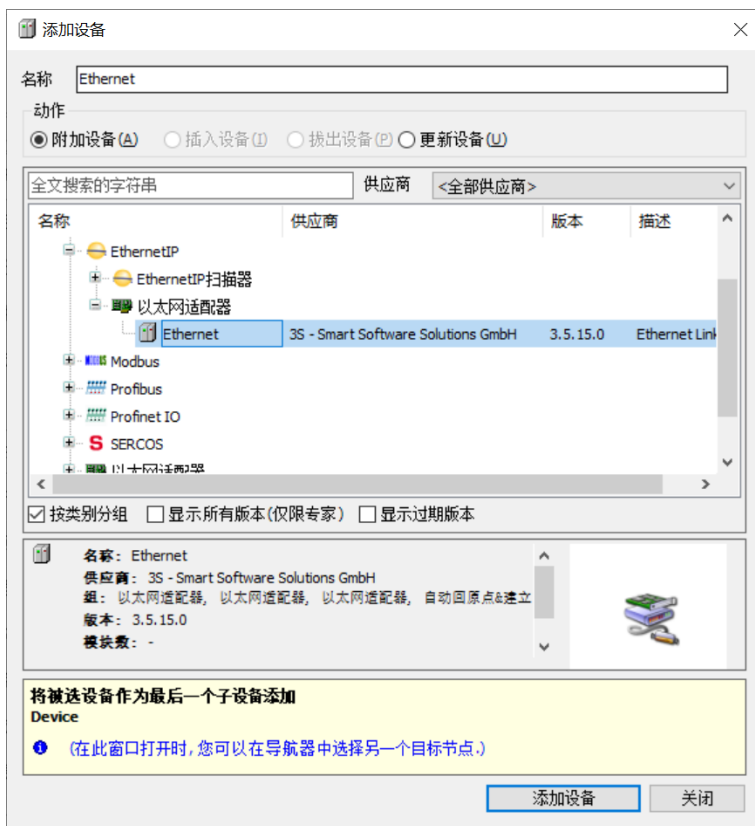 添加设备
名称 Ethernet
动作
附加设备(A) 插入设备(I) 拔出设备(P) 更新设备(U)
全文搜索的字符串 供应商 <全部供应商>
名称 供应商 版本 描述
EthernetIP
EthernetIP扫描器
以太网适配器
Ethernet 3S - Smart Software Solutions GmbH 3.5.15.0 Ethernet Link
Modbus
Profibus
Profinet IO
SERCOS
以太网适配器
按类别分组 显示所有版本(仅限专家) 显示过期版本
名称: Ethernet
供应商: 3S - Smart Software Solutions GmbH
组: 以太网适配器, 以太网适配器, 以太网适配器, 自动回原点&建立
版本: 3.5.15.0
模块数: -
将被选设备作为最后一个子设备添加
Device
(在此窗口打开时,您可以在导航器中选择另一个目标节点.)
添加设备 关闭